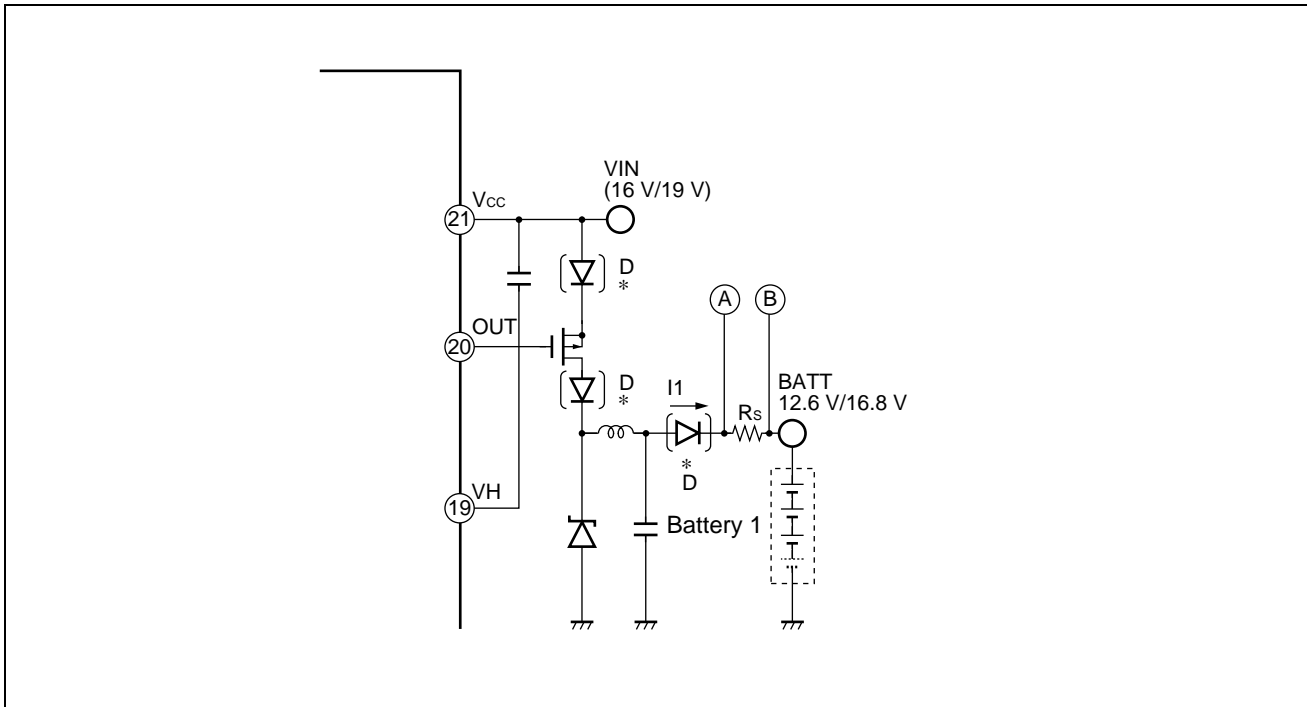 VIN
(16 V/19 V)
21
VCC
D
*
A
B
20
OUT
D
*
I1
BATT
12.6 V/16.8 V
RS
*
D
19
VH
Battery 1